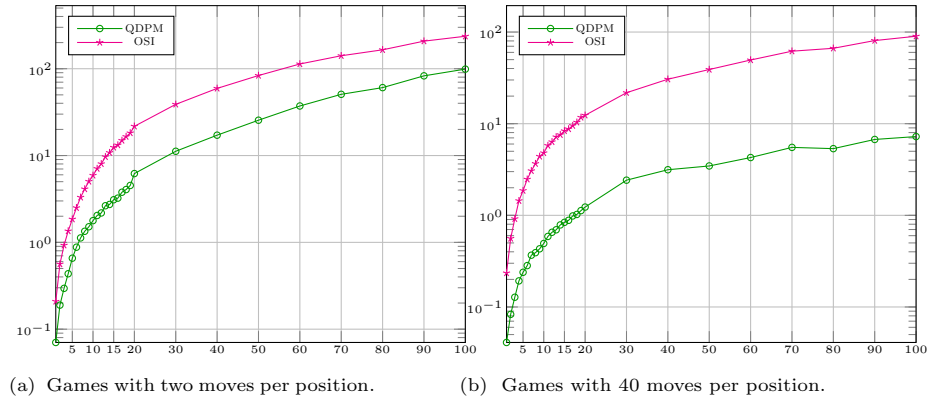 QDPM
OSI
10^2
10^1
10^0
10^{-1}
5 10 15 20 30 40 50 60 70 80 90 100
(a) Games with two moves per position.
QDPM
OSI
10^2
10^1
10^0
10^{-1}
5 10 15 20 30 40 50 60 70 80 90 100
(b) Games with 40 moves per position.